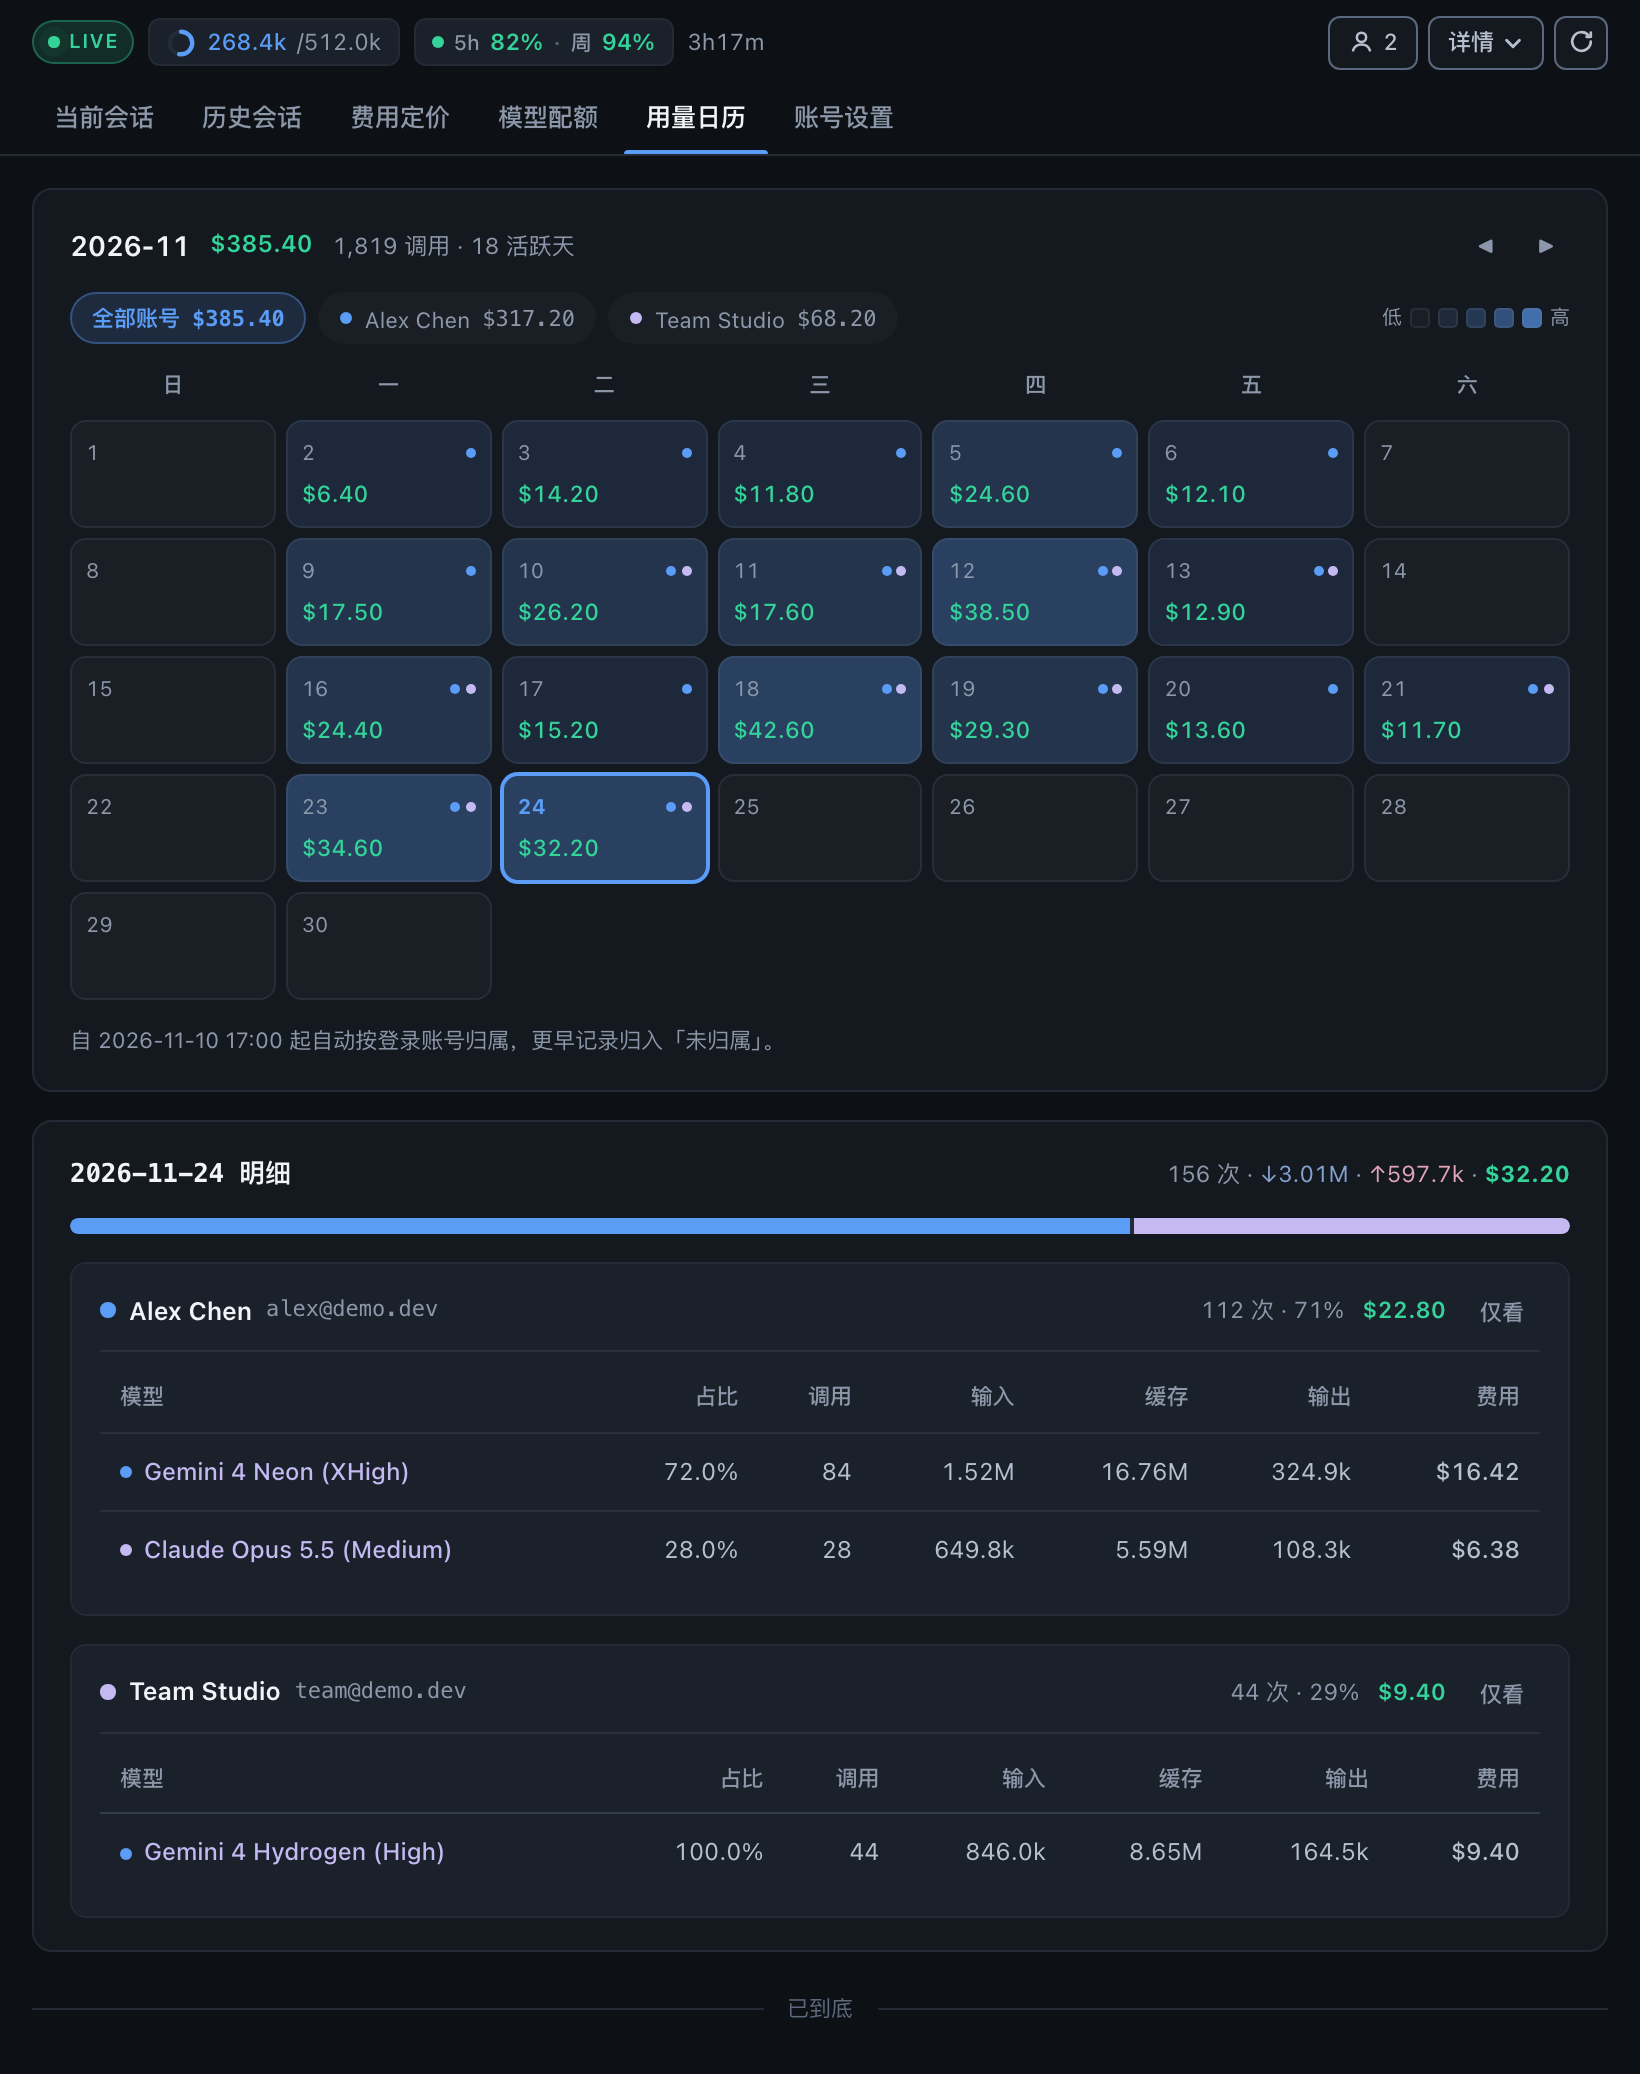 LIVE 268.4k /512.0k 5h 82% · 周 94% 3h17m 2 详情
当前会话 历史会话 费用定价 模型配额 用量日历 账号设置
2026-11 $385.40 1,819 调用 · 18 活跃天 ◀ ▶
全部账号 $385.40 Alex Chen $317.20 Team Studio $68.20 低 高
日 一 二 三 四 五 六
1 2 3 4 5 6 7
$6.40 $14.20 $11.80 $24.60 $12.10
8 9 10 11 12 13 14
$17.50 $26.20 $17.60 $38.50 $12.90
15 16 17 18 19 20 21
$24.40 $15.20 $42.60 $29.30 $13.60 $11.70
22 23 24 25 26 27 28
$34.60 $32.20
29 30
自 2026-11-10 17:00 起自动按登录账号归属，更早记录归入「未归属」。
2026-11-24 明细 156 次 · ↓3.01M · ↑597.7k · $32.20
Alex Chen alex@demo.dev 112 次 · 71% $22.80 仅看
模型 占比 调用 输入 缓存 输出 费用
Gemini 4 Neon (XHigh) 72.0% 84 1.52M 16.76M 324.9k $16.42
Claude Opus 5.5 (Medium) 28.0% 28 649.8k 5.59M 108.3k $6.38
Team Studio team@demo.dev 44 次 · 29% $9.40 仅看
模型 占比 调用 输入 缓存 输出 费用
Gemini 4 Hydrogen (High) 100.0% 44 846.0k 8.65M 164.5k $9.40
已到底